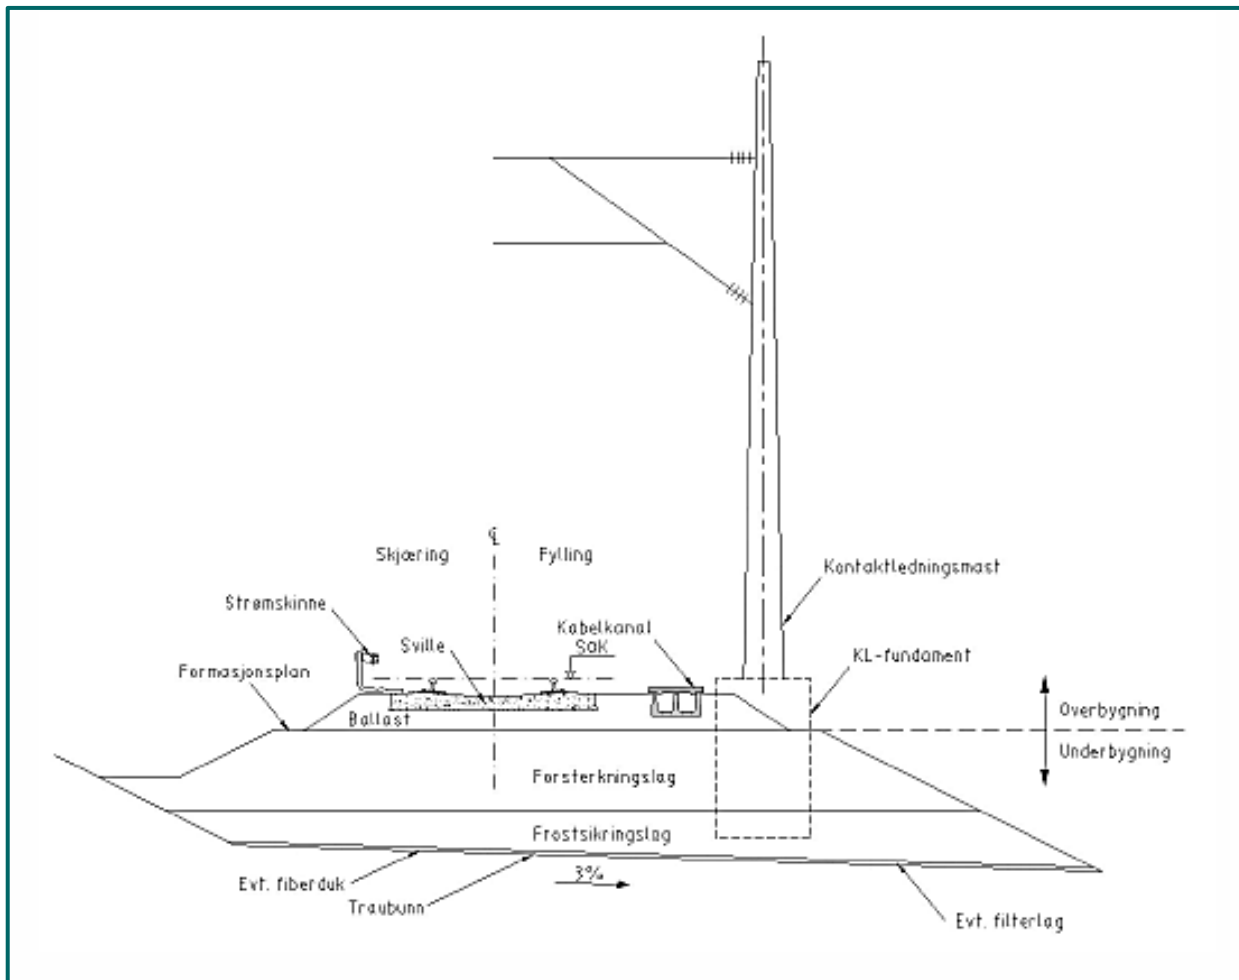 ℄
Skjæring
Fylling
Kontaktledningsmast
Strømskinne
Kabelkanal
Sville
SOK
KL-fundament
Formasjonsplan
Ballast
Overbygning
Underbygning
Forsterkningslag
Frostsikringslag
3%
Evt. fiberduk
Traubunn
Evt. filterlag